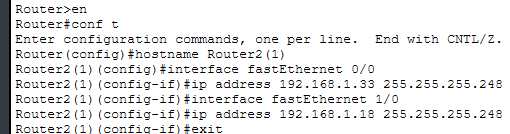 Router>en
Router#conf t
Enter configuration commands, one per line.  End with CNTL/Z.
Router(config)#hostname Router2(1)
Router2(1)(config)#interface fastEthernet 0/0
Router2(1)(config-if)#ip address 192.168.1.33 255.255.255.248
Router2(1)(config-if)#interface fastEthernet 1/0
Router2(1)(config-if)#ip address 192.168.1.18 255.255.255.248
Router2(1)(config-if)#exit